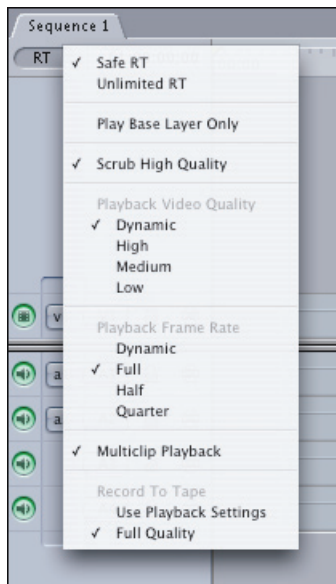 Sequence 1
RT
✓ Safe RT
Unlimited RT
Play Base Layer Only
✓ Scrub High Quality
Playback Video Quality
✓ Dynamic
High
Medium
Low
Playback Frame Rate
Dynamic
✓ Full
Half
Quarter
✓ Multiclip Playback
Record To Tape
Use Playback Settings
✓ Full Quality
v
a
a